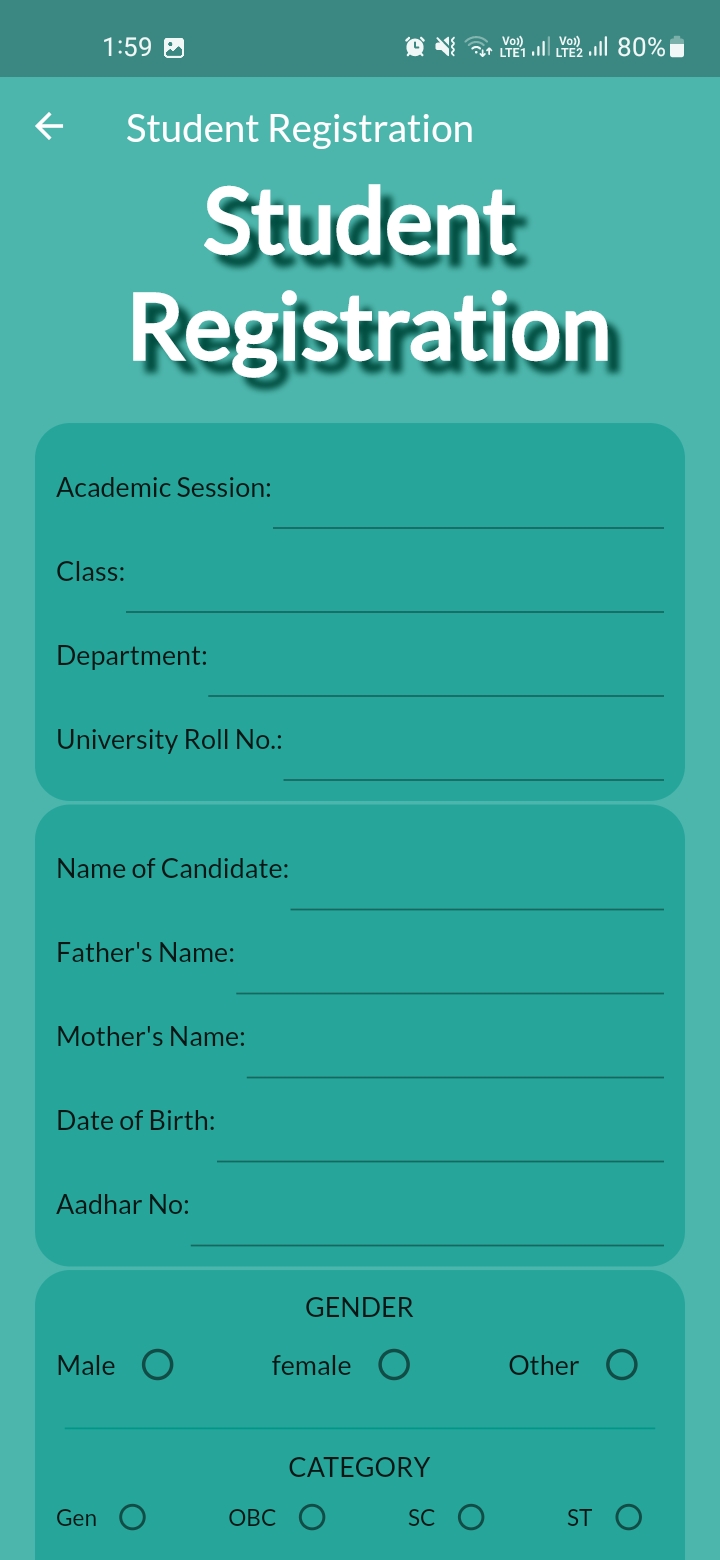 1:59 Vo)) LTE1 Vo)) LTE2 80%
Student Registration
Student
Registration
Academic Session:
Class:
Department:
University Roll No.:
Name of Candidate:
Father's Name:
Mother's Name:
Date of Birth:
Aadhar No:
GENDER
Male female Other
CATEGORY
Gen OBC SC ST